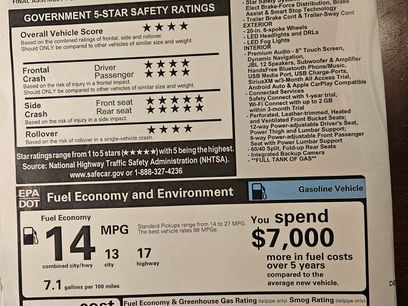 GOVERNMENT 5-STAR SAFETY RATINGS
Overall Vehicle Score ★★★★
Based on the combined ratings of frontal, side and rollover.
Should ONLY be compared to other vehicles of similar size and weight.
Frontal Driver ★★★★
Crash Passenger ★★★★
Based on the risk of injury in a frontal impact.
Should ONLY be compared to other vehicles of similar size and weight.
Side Front seat ★★★★★
Crash Rear seat ★★★★★
Based on the risk of injury in a side impact.
Rollover ★★★★
Based on the risk of rollover in a single-vehicle crash.
Star ratings range from 1 to 5 stars (★★★★★) with 5 being the highest.
Source: National Highway Traffic Safety Administration (NHTSA).
www.safercar.gov or 1-888-327-4236
Brake-Force Distribution, Brake
Assist & Smart Stop Technology
- Trailer Brake Cont & Trailer-Sway Cont
EXTERIOR
- 20-in. 6-spoke Wheels
- LED Headlights and DRLs
- LED Fog Lights
INTERIOR
- Premium Audio - 8" Touch Screen,
Dynamic Navigation,
JBL 12 Speakers, Subwoofer & Amplifier
HandsFree Bluetooth Phone/Music,
USB Media Port, USB Charge-Ports,
SiriusXM w/3-Month All Access Trial,
Android Auto & Apple CarPlay Compatible
- Connected Services
Safety Connect with 1-year trial,
Wi-Fi Connect with up to 2 GB
within 3-month trial
- Perforated, Leather-trimmed, Heated
and Ventilated Front Bucket Seats;
12-way Power-adjustable Driver's Seat,
Power Thigh and Lumbar Support;
8-way Power-adjustable Front Passenger
Seat with Power Lumbar Support
- 60/40 Split, Fold-up Rear Seats
- Integrated Backup Camera
**FULL TANK OF GAS**
EPA
DOT
Fuel Economy and Environment
Gasoline Vehicle
Fuel Economy
14 MPG
Standard Pickups range from 14 to 27 MPG.
The best vehicle rates 99 MPGe.
13 17
combined city/hwy city highway
7.1 gallons per 100 miles
You spend
$7,000
more in fuel costs
over 5 years
compared to the
average new vehicle.
cost
Fuel Economy & Greenhouse Gas Rating (tailpipe only) Smog Rating (tailpipe only)